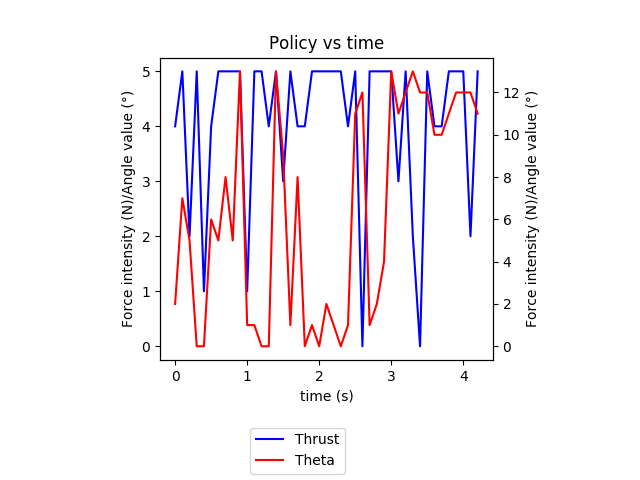 Policy vs time
Force intensity (N)/Angle value (°)
5
4
3
2
1
0
12
10
8
6
4
2
0
Force intensity (N)/Angle value (°)
0 1 2 3 4
time (s)
Thrust
Theta